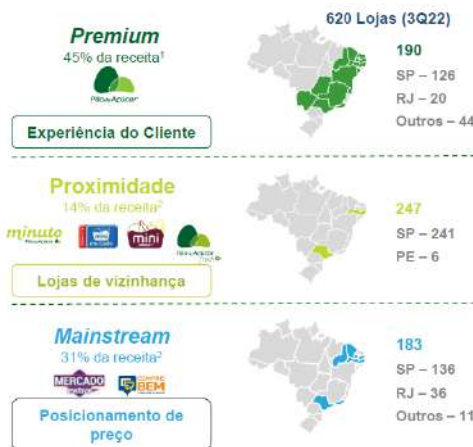 620 Lojas (3Q22)
Premium
45% da receita¹
PãodeAçúcar
Experiência do Cliente
190
SP – 126
RJ – 20
Outros – 44
Proximidade
14% da receita²
minuto
mini
Lojas de vizinhança
247
SP – 241
PE – 6
Mainstream
31% da receita²
MERCADO
COMPRE
BEM
Posicionamento de
preço
183
SP – 136
RJ – 36
Outros – 11